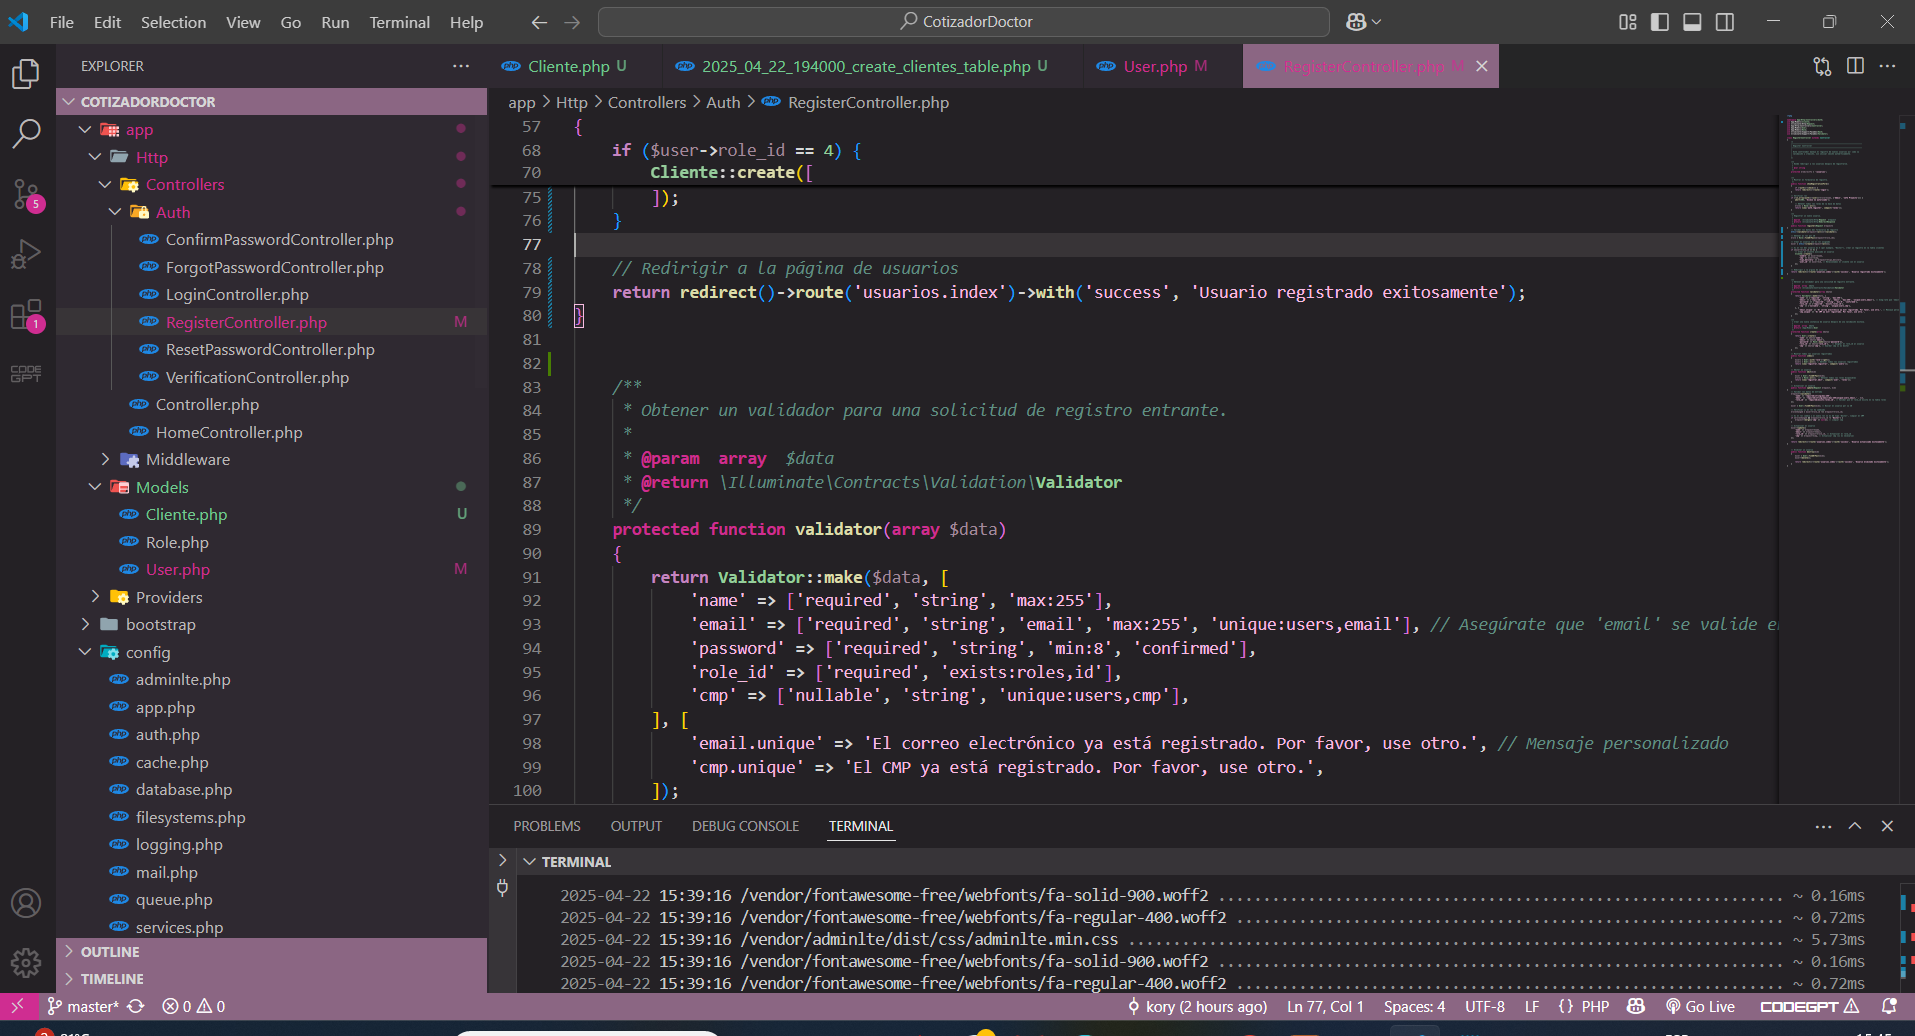 File Edit Selection View Go Run Terminal Help
CotizadorDoctor
EXPLORER
COTIZADORDOCTOR
app
Http
Controllers
Auth
ConfirmPasswordController.php
ForgotPasswordController.php
LoginController.php
RegisterController.php M
ResetPasswordController.php
VerificationController.php
Controller.php
HomeController.php
Middleware
Models
Cliente.php U
Role.php
User.php M
Providers
bootstrap
config
adminlte.php
app.php
auth.php
cache.php
database.php
filesystems.php
logging.php
mail.php
queue.php
services.php
OUTLINE
TIMELINE
5
1
CODE
GPT
Cliente.php U
2025_04_22_194000_create_clientes_table.php U
User.php M
RegisterController.php M
app > Http > Controllers > Auth > RegisterController.php
57 {
68 if ($user->role_id == 4) {
70 Cliente::create([
75 ]);
76 }
77
78 // Redirigir a la página de usuarios
79 return redirect()->route('usuarios.index')->with('success', 'Usuario registrado exitosamente');
80 }
81
82
83 /**
84 * Obtener un validador para una solicitud de registro entrante.
85 *
86 * @param array $data
87 * @return \Illuminate\Contracts\Validation\Validator
88 */
89 protected function validator(array $data)
90 {
91 return Validator::make($data, [
92 'name' => ['required', 'string', 'max:255'],
93 'email' => ['required', 'string', 'email', 'max:255', 'unique:users,email'], // Asegúrate que 'email' se valide e
94 'password' => ['required', 'string', 'min:8', 'confirmed'],
95 'role_id' => ['required', 'exists:roles,id'],
96 'cmp' => ['nullable', 'string', 'unique:users,cmp'],
97 ], [
98 'email.unique' => 'El correo electrónico ya está registrado. Por favor, use otro.', // Mensaje personalizado
99 'cmp.unique' => 'El CMP ya está registrado. Por favor, use otro.',
100 ]);
PROBLEMS OUTPUT DEBUG CONSOLE TERMINAL
TERMINAL
2025-04-22 15:39:16 /vendor/fontawesome-free/webfonts/fa-solid-900.woff2 ~ 0.16ms
2025-04-22 15:39:16 /vendor/fontawesome-free/webfonts/fa-regular-400.woff2 ~ 0.72ms
2025-04-22 15:39:16 /vendor/adminlte/dist/css/adminlte.min.css ~ 5.73ms
2025-04-22 15:39:16 /vendor/fontawesome-free/webfonts/fa-solid-900.woff2 ~ 0.16ms
2025-04-22 15:39:16 /vendor/fontawesome-free/webfonts/fa-regular-400.woff2 ~ 0.72ms
master* 0 0 kory (2 hours ago) Ln 77, Col 1 Spaces: 4 UTF-8 LF {} PHP Go Live CODEGPT